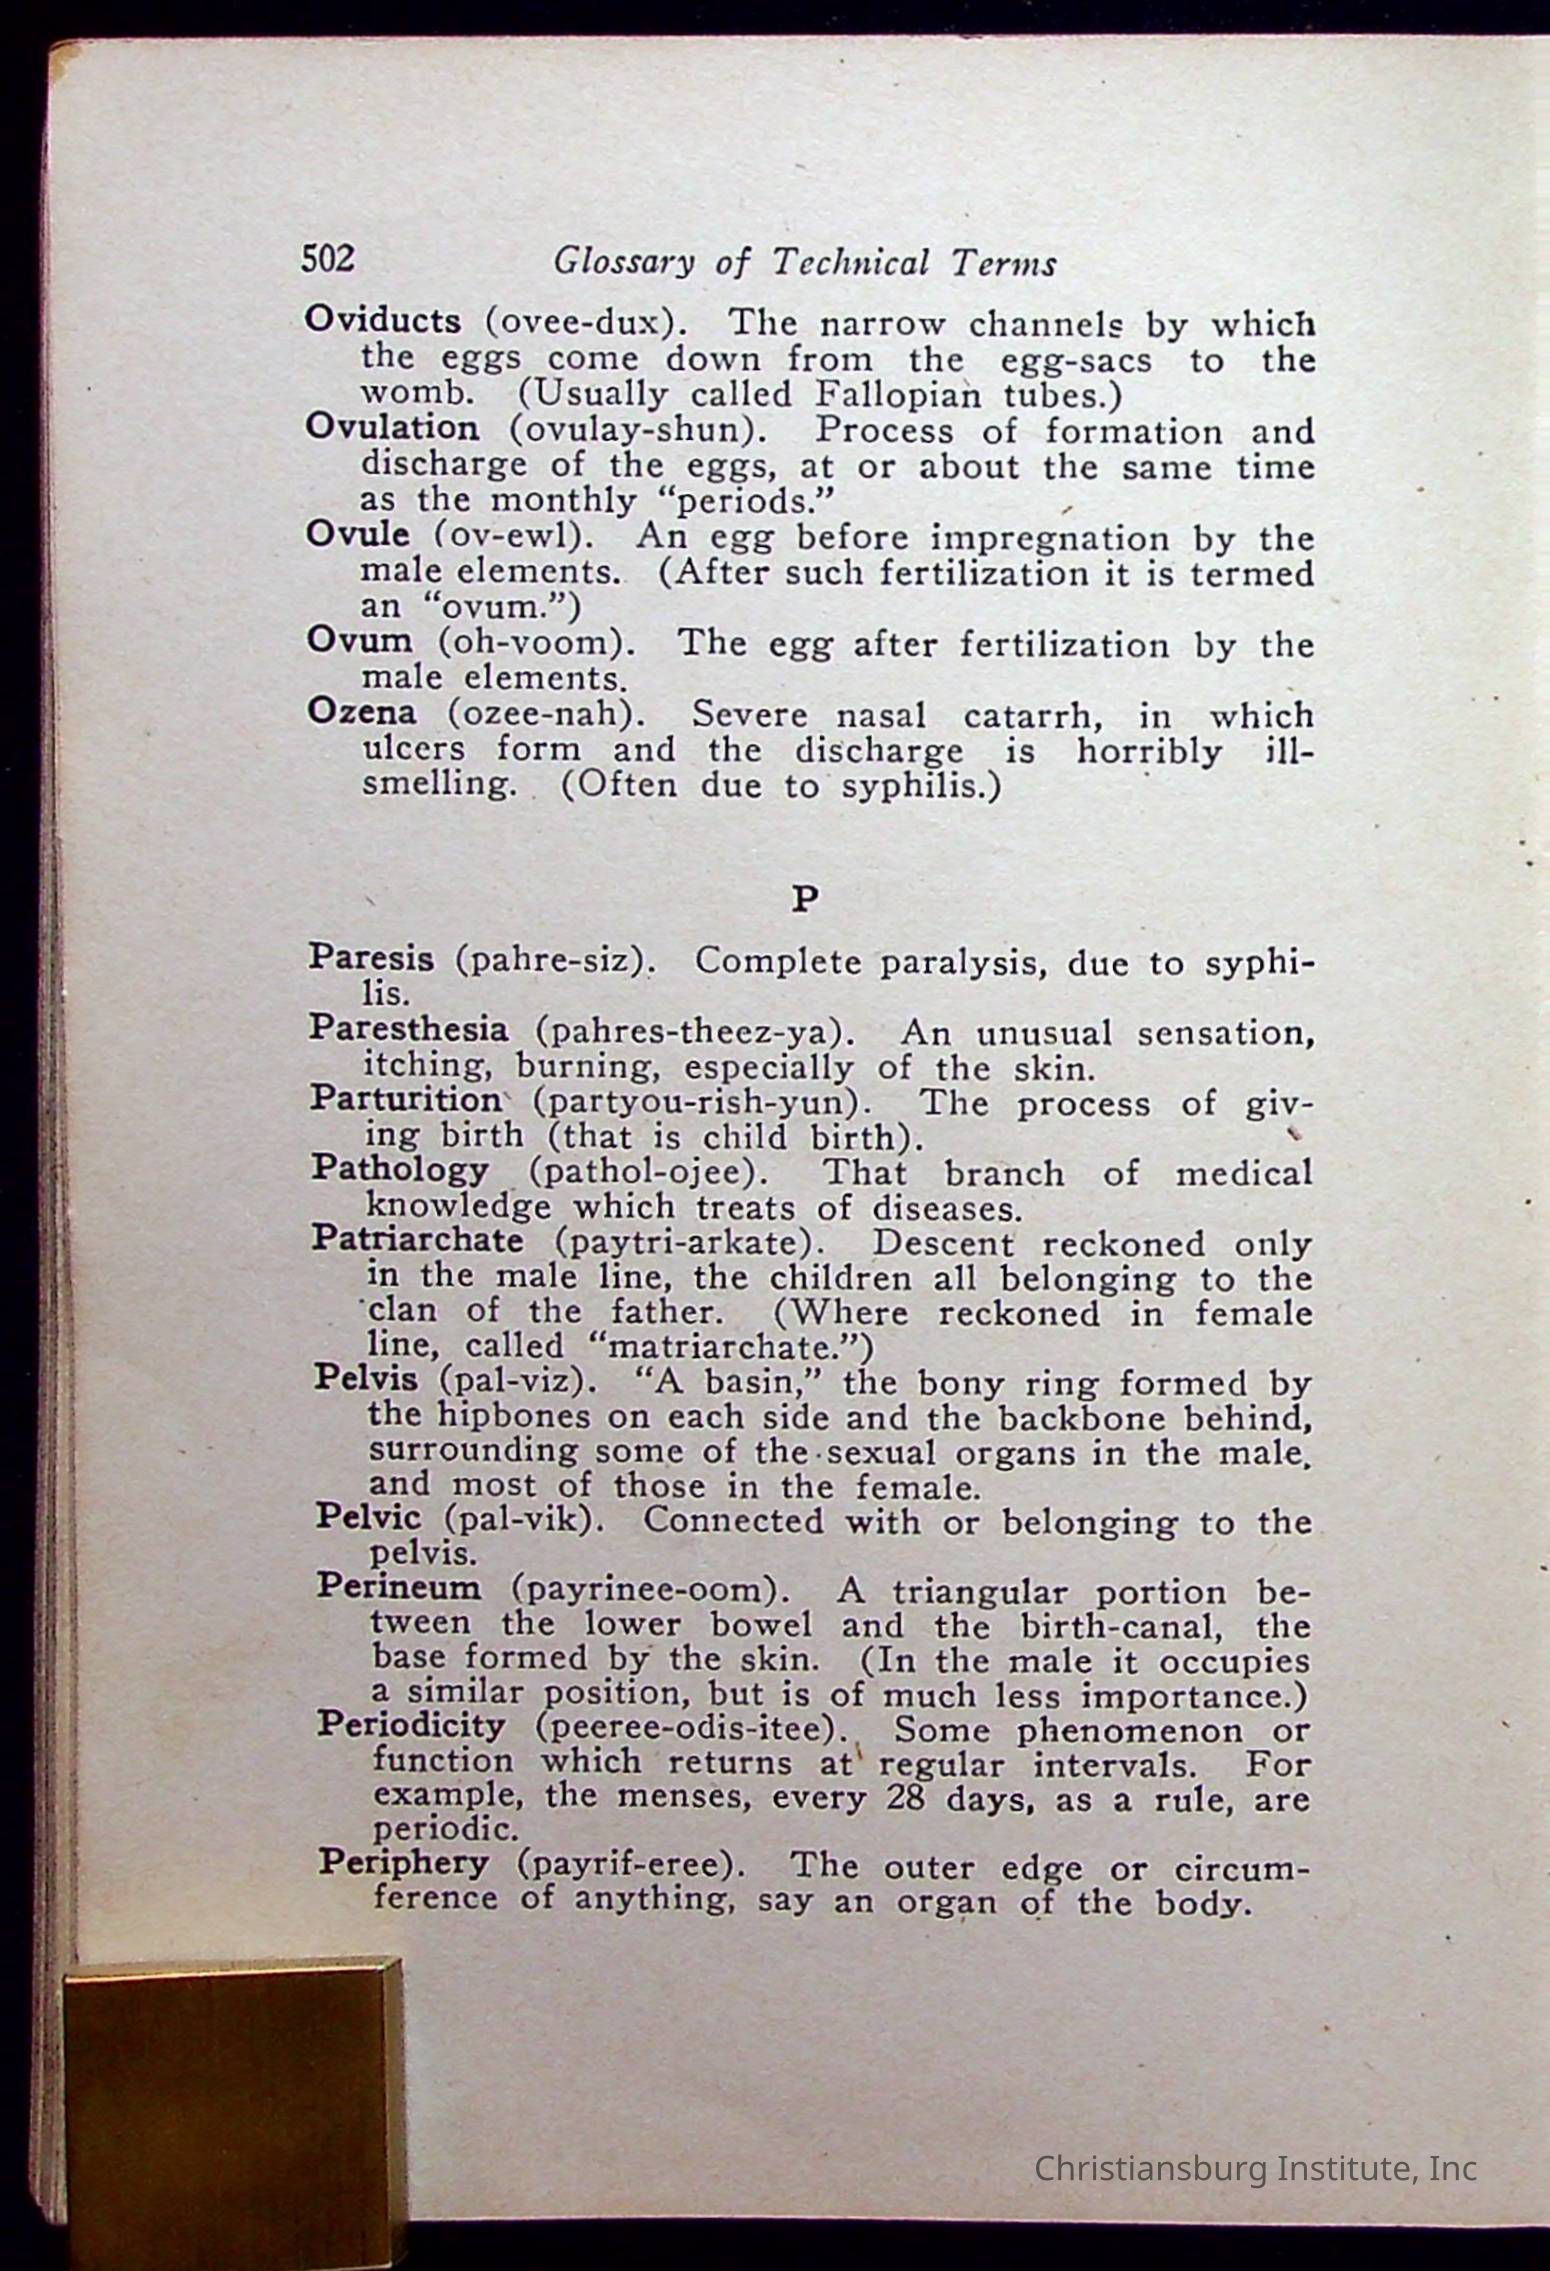 502 Glossary of Technical Terms
Oviducts (ovee-dux). The narrow channels by which
the eggs come down from the egg-sacs to the
womb. (Usually called Fallopian tubes.)
Ovulation (ovulay-shun). Process of formation and
discharge of the eggs, at or about the same time
as the monthly “periods.”
Ovule (ov-ewl). An egg before impregnation by the
male elements. (After such fertilization it is termed
an “ovum.”)
Ovum (oh-voom). The egg after fertilization by the
male elements.
Ozena (ozee-nah). Severe nasal catarrh, in which
ulcers form and the discharge is horribly ill-
smelling. (Often due to syphilis.)
P
Paresis (pahre-siz). Complete paralysis, due to syphi-
lis.
Paresthesia (pahres-theez-ya). An unusual sensation,
itching, burning, especially of the skin.
Parturition (partyou-rish-yun). The process of giv-
ing birth (that is child birth).
Pathology (pathol-ojee). That branch of medical
knowledge which treats of diseases.
Patriarchate (paytri-arkate). Descent reckoned only
in the male line, the children all belonging to the
clan of the father. (Where reckoned in female
line, called “matriarchate.”)
Pelvis (pal-viz). “A basin,” the bony ring formed by
the hipbones on each side and the backbone behind,
surrounding some of the sexual organs in the male,
and most of those in the female.
Pelvic (pal-vik). Connected with or belonging to the
pelvis.
Perineum (payrinee-oom). A triangular portion be-
tween the lower bowel and the birth-canal, the
base formed by the skin. (In the male it occupies
a similar position, but is of much less importance.)
Periodicity (peeree-odis-itee). Some phenomenon or
function which returns at regular intervals. For
example, the menses, every 28 days, as a rule, are
periodic.
Periphery (payrif-eree). The outer edge or circum-
ference of anything, say an organ of the body.
Christiansburg Institute, Inc